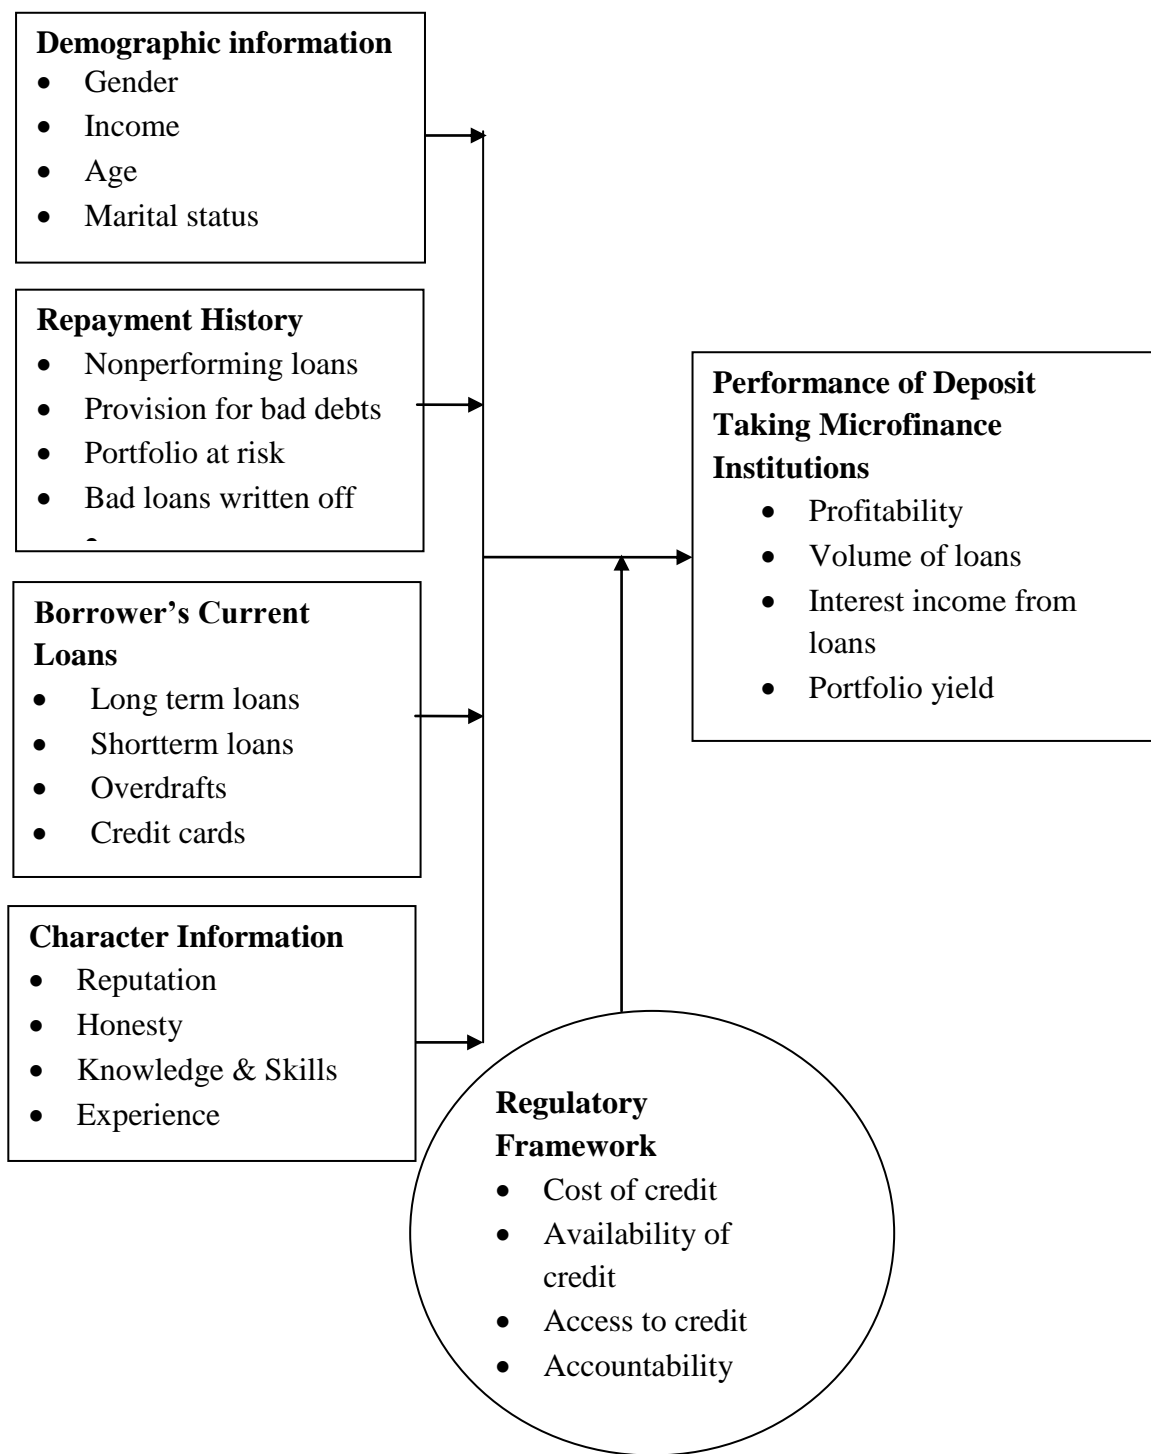 Demographic information
• Gender
• Income
• Age
• Marital status
Repayment History
• Nonperforming loans
• Provision for bad debts
• Portfolio at risk
• Bad loans written off
•
Borrower’s Current
Loans
• Long term loans
• Shortterm loans
• Overdrafts
• Credit cards
Character Information
• Reputation
• Honesty
• Knowledge & Skills
• Experience
Performance of Deposit
Taking Microfinance
Institutions
• Profitability
• Volume of loans
• Interest income from
loans
• Portfolio yield
Regulatory
Framework
• Cost of credit
• Availability of
credit
• Access to credit
• Accountability